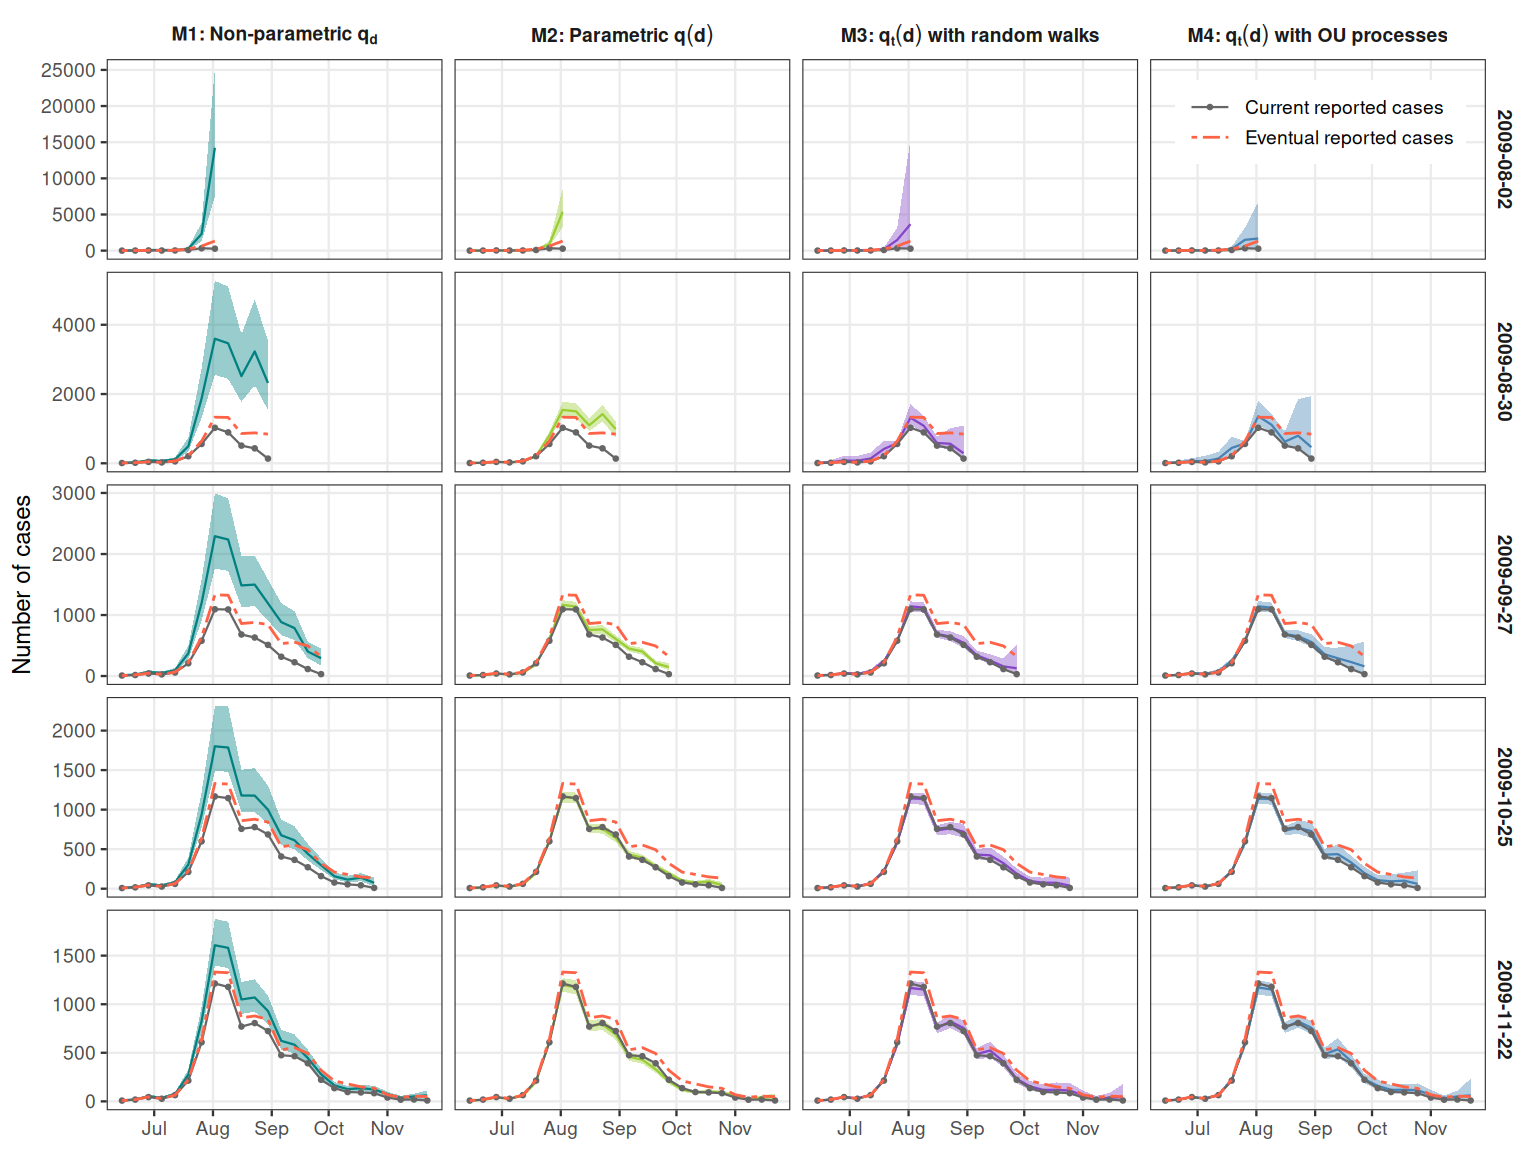 M1: Non-parametric qd
M2: Parametric q(d)
M3: qt(d) with random walks
M4: qt(d) with OU processes
25000
20000
15000
10000
5000
0
Current reported cases
Eventual reported cases
2009-08-02
4000
2000
0
2009-08-30
Number of cases
3000
2000
1000
0
2009-09-27
2000
1500
1000
500
0
2009-10-25
1500
1000
500
0
2009-11-22
Jul Aug Sep Oct Nov
Jul Aug Sep Oct Nov
Jul Aug Sep Oct Nov
Jul Aug Sep Oct Nov